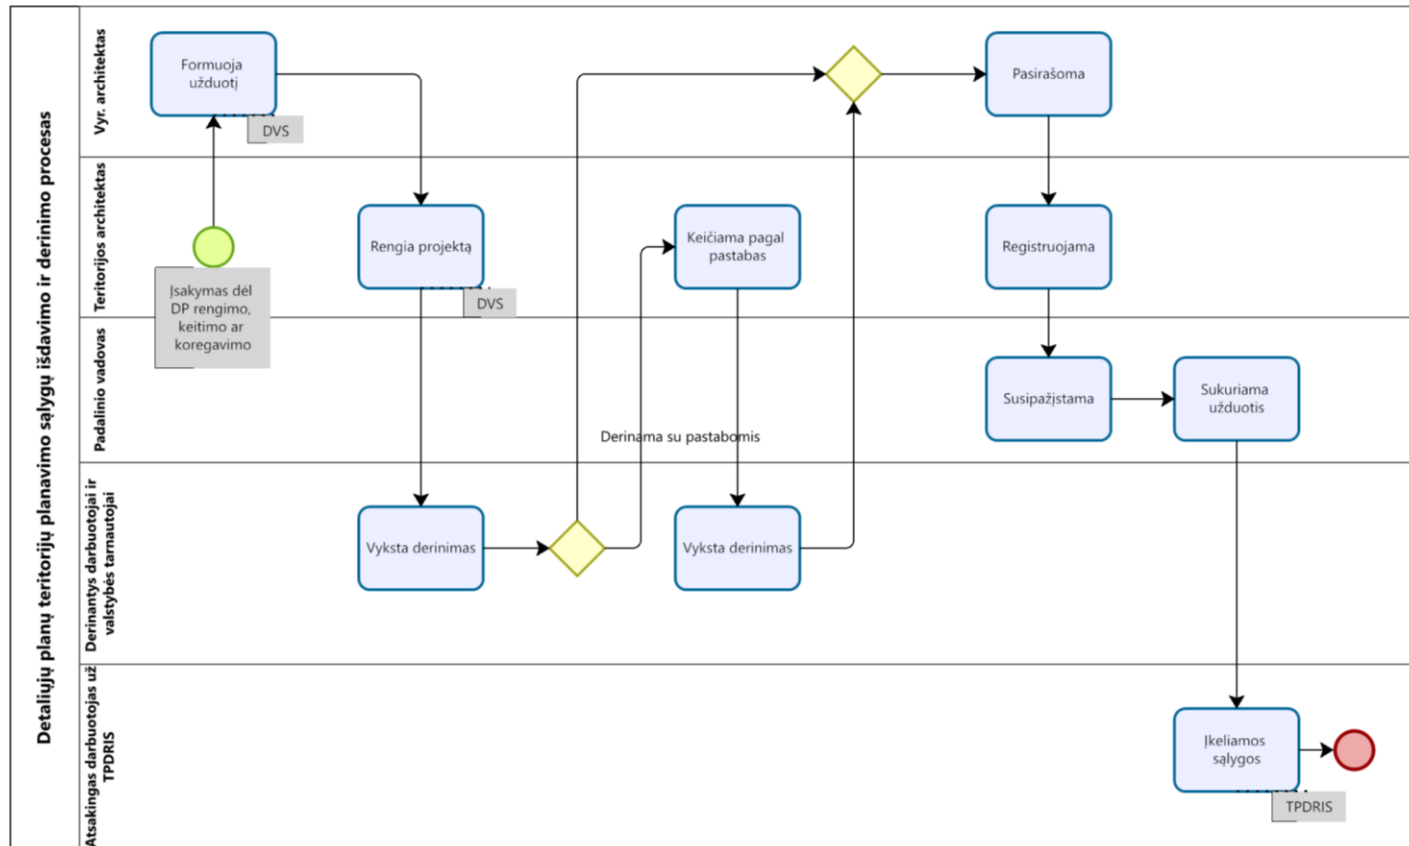 Detaliųjų planų teritorijų planavimo sąlygų išdavimo ir derinimo procesas
Vyr. architektas
Formuoja
užduotį
DVS
Pasirašoma
Teritorijos architektas
Įsakymas dėl
DP rengimo,
keitimo ar
koregavimo
Rengia projektą
DVS
Keičiama pagal
pastabas
Registruojama
Padalinio vadovas
Derinama su pastabomis
Susipažįstama
Sukuriama
užduotis
Derinantys darbuotojai ir
valstybės tarnautojai
Vyksta derinimas
Vyksta derinimas
Atsakingas darbuotojas už
TPDRIS
Įkeliamos
sąlygos
TPDRIS